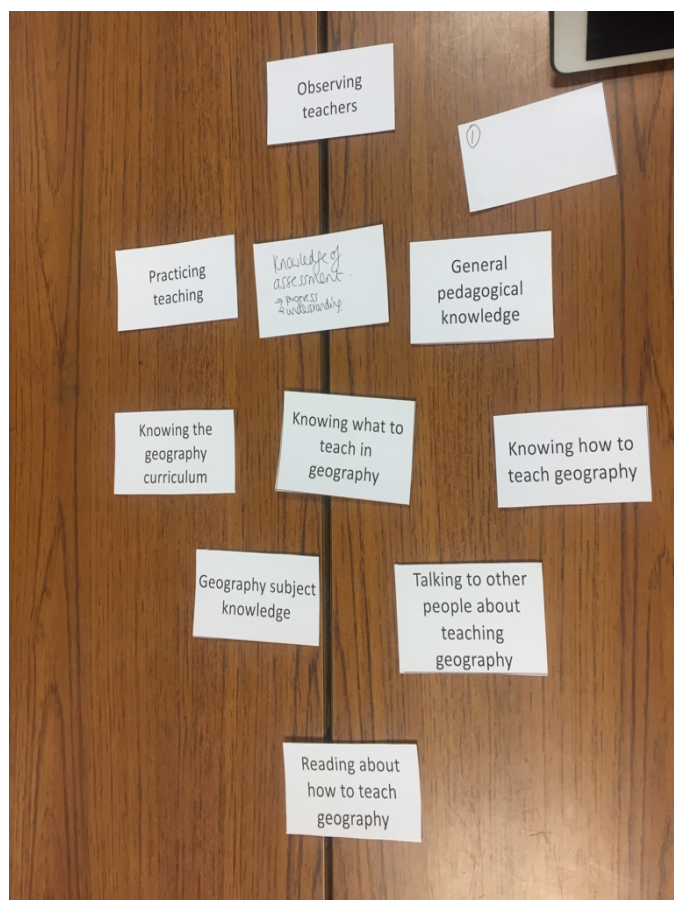 Observing
teachers
①
Practicing
teaching
Knowledge of
assessment.
→ progress
→ understanding.
General
pedagogical
knowledge
Knowing the
geography
curriculum
Knowing what to
teach in
geography
Knowing how to
teach geography
Geography subject
knowledge
Talking to other
people about
teaching
geography
Reading about
how to teach
geography